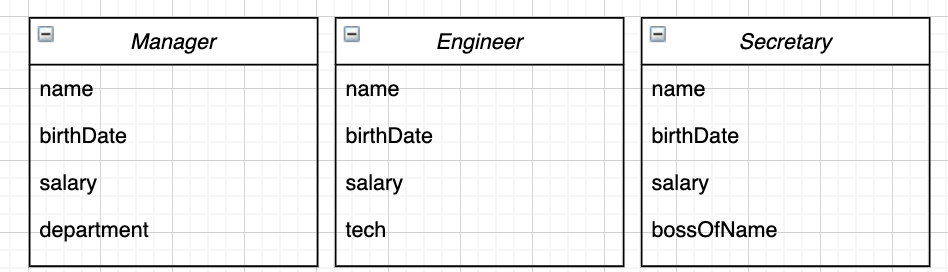 Manager
name
birthDate
salary
department
Engineer
name
birthDate
salary
tech
Secretary
name
birthDate
salary
bossOfName